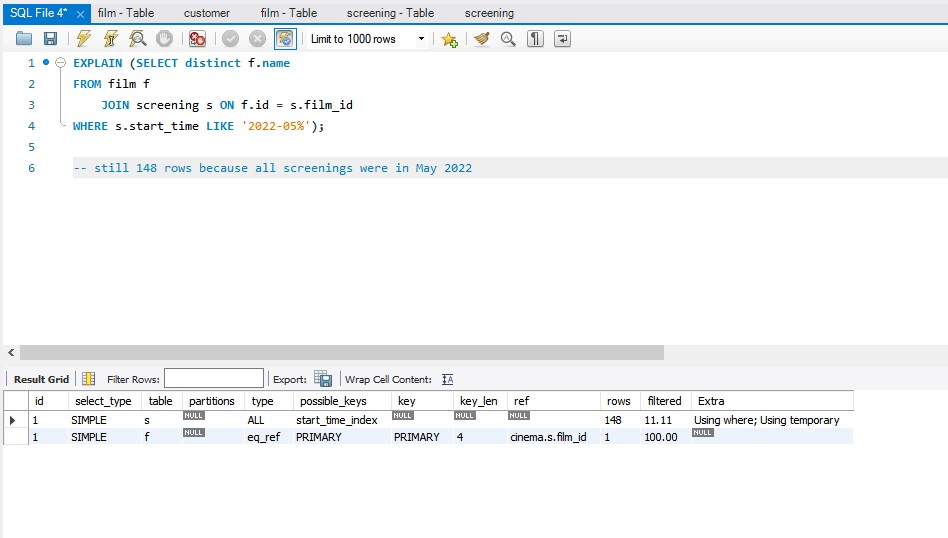 SQL File 4* film - Table customer film - Table screening - Table screening
Limit to 1000 rows
1 EXPLAIN (SELECT distinct f.name
2 FROM film f
3 JOIN screening s ON f.id = s.film_id
4 WHERE s.start_time LIKE '2022-05%');
5
6 -- still 148 rows because all screenings were in May 2022
Result Grid Filter Rows: Export: Wrap Cell Content:
id select_type table partitions type possible_keys key key_len ref rows filtered Extra
1 SIMPLE s NULL ALL start_time_index NULL NULL NULL 148 11.11 Using where; Using temporary
1 SIMPLE f NULL eq_ref PRIMARY PRIMARY 4 cinema.s.film_id 1 100.00 NULL